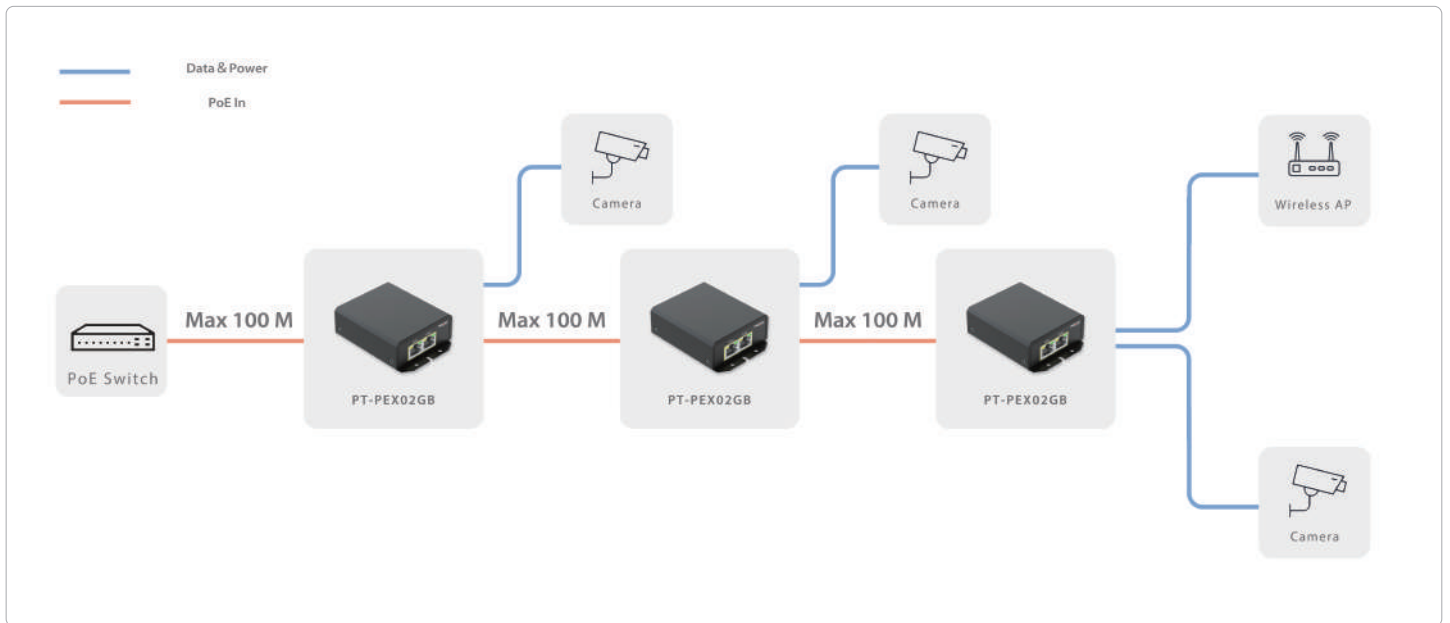 Data & Power
PoE In
Camera
Camera
Wireless AP
Max 100 M
Max 100 M
Max 100 M
PoE Switch
PT-PEX02GB
PT-PEX02GB
PT-PEX02GB
Camera